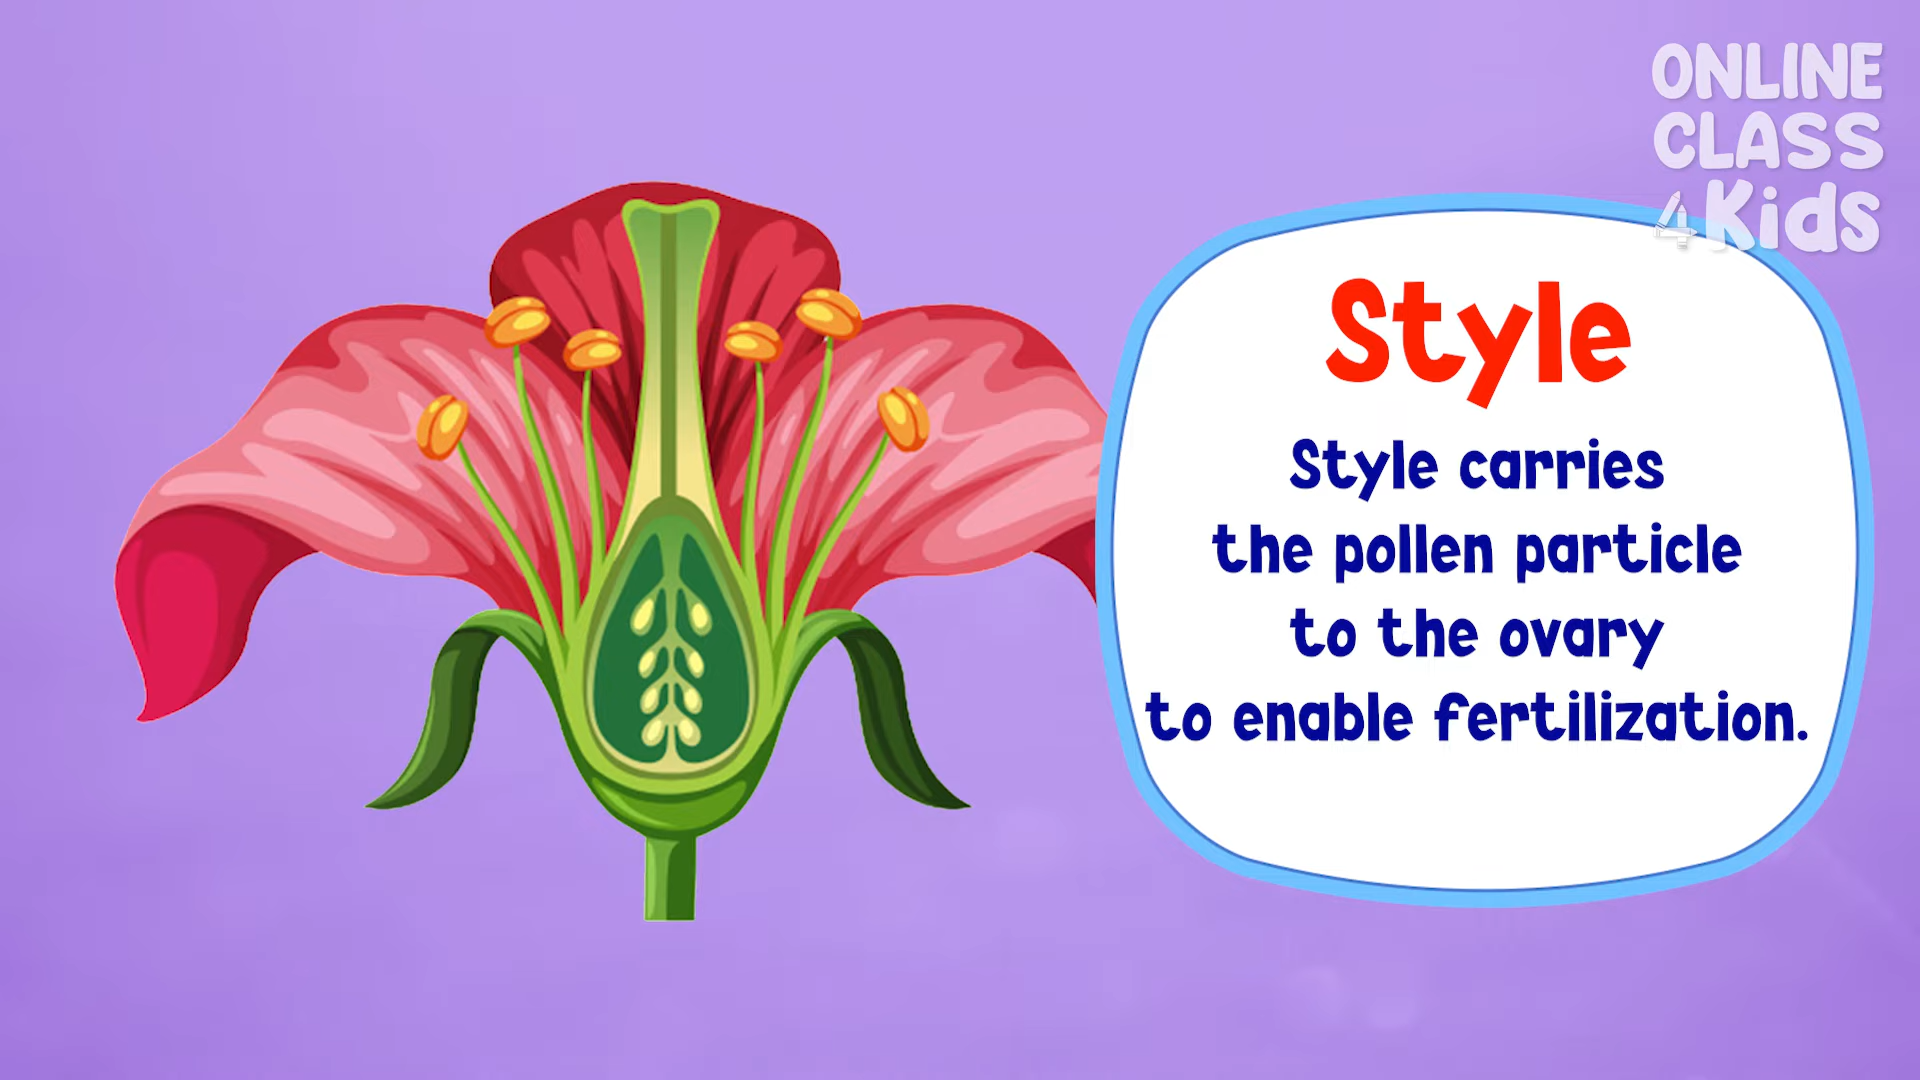 ONLINE
CLASS
4Kids
Style
Style carries
the pollen particle
to the ovary
to enable fertilization.